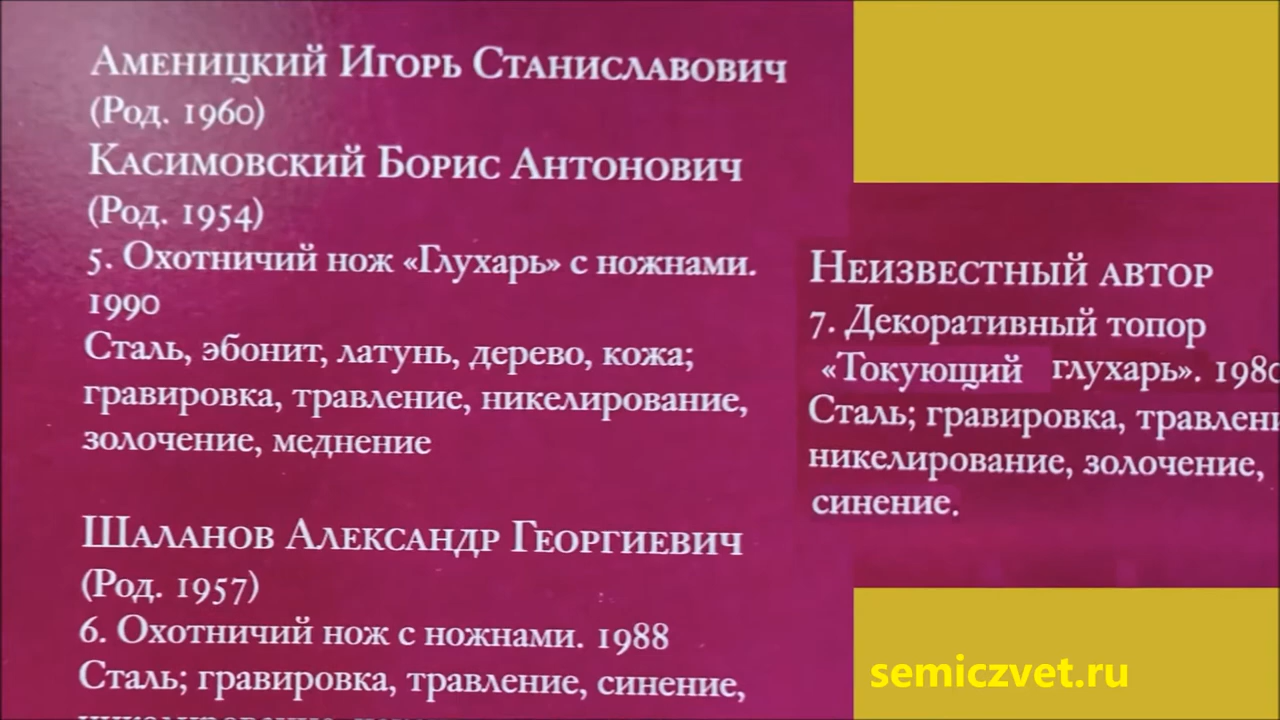 Аменицкий Игорь Станиславович
(Род. 1960)
Касимовский Борис Антонович
(Род. 1954)
5. Охотничий нож «Глухарь» с ножнами.
1990
Сталь, эбонит, латунь, дерево, кожа;
гравировка, травление, никелирование,
золочение, меднение
Шаланов Александр Георгиевич
(Род. 1957)
6. Охотничий нож с ножнами. 1988
Сталь; гравировка, травление, синение,
Неизвестный автор
7. Декоративный топор
«Токующий глухарь». 1980
Сталь; гравировка,
никелирование, золочение,
синение.
semiczvet.ru